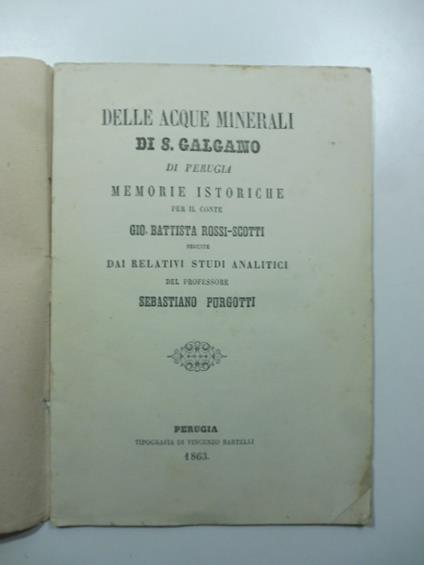 DELLE ACQUE MINERALI
DI S. GALGANO
DI PERUGIA
MEMORIE ISTORICHE
PER IL CONTE
GIO. BATTISTA ROSSI-SCOTTI
SEGUITE
DAI RELATIVI STUDI ANALITICI
DEL PROFESSORE
SEBASTIANO PURGOTTI
PERUGIA
TIPOGRAFIA DI VINCENZO BARTELLI
1863.